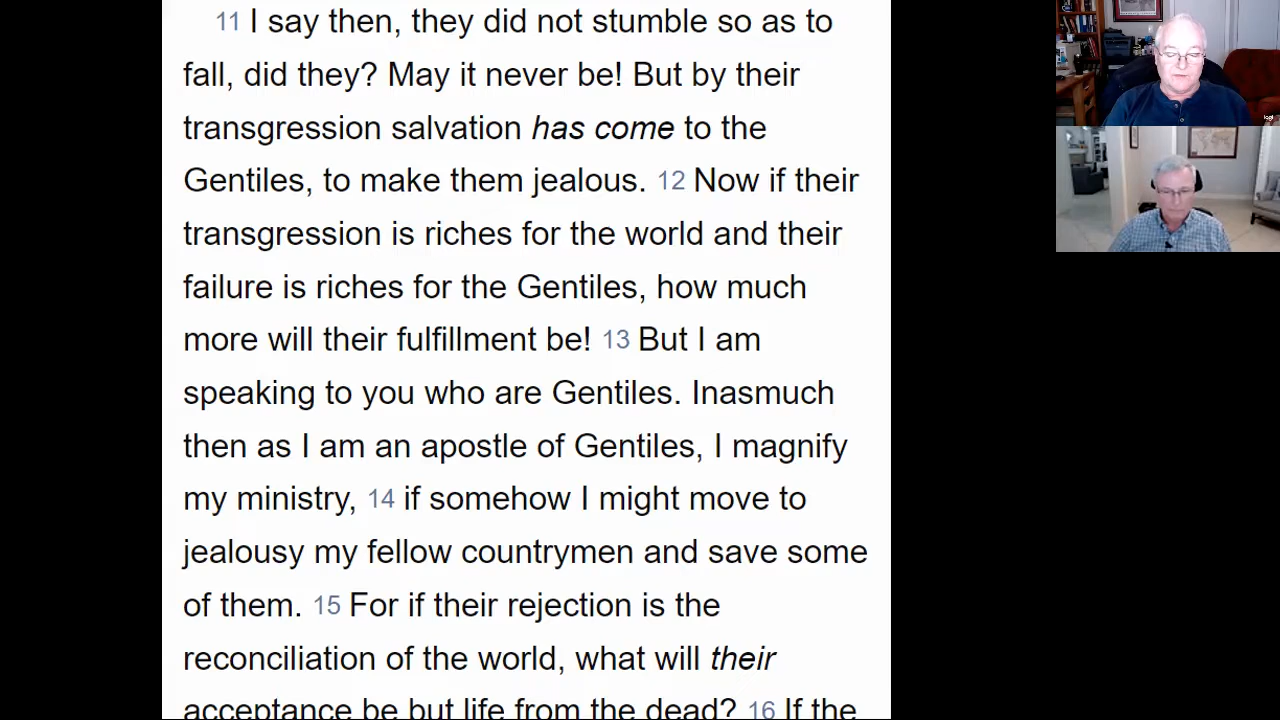 11 I say then, they did not stumble so as to
fall, did they? May it never be! But by their
transgression salvation has come to the
Gentiles, to make them jealous. 12 Now if their
transgression is riches for the world and their
failure is riches for the Gentiles, how much
more will their fulfillment be! 13 But I am
speaking to you who are Gentiles. Inasmuch
then as I am an apostle of Gentiles, I magnify
my ministry, 14 if somehow I might move to
jealousy my fellow countrymen and save some
of them. 15 For if their rejection is the
reconciliation of the world, what will their
acceptance be but life from the dead? 16 If the
logi